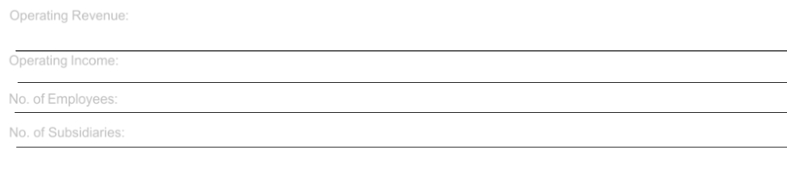 Operating Revenue:
Operating Income:
No. of Employees:
No. of Subsidiaries: